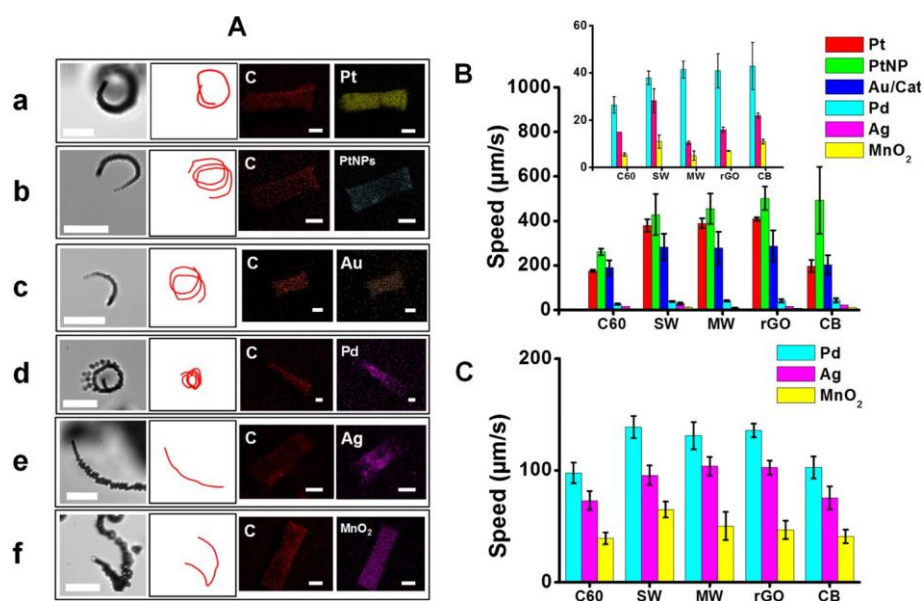 A
a
C
Pt
b
C
PtNPs
c
C
Au
d
C
Pd
e
C
Ag
f
C
MnO₂
B
Speed (μm/s)
1000
800
600
400
200
0
C60 SW MW rGO CB
60
40
20
0
C60 SW MW rGO CB
Pt
PtNP
Au/Cat
Pd
Ag
MnO₂
C
Speed (μm/s)
200
100
0
C60 SW MW rGO CB
Pd
Ag
MnO₂